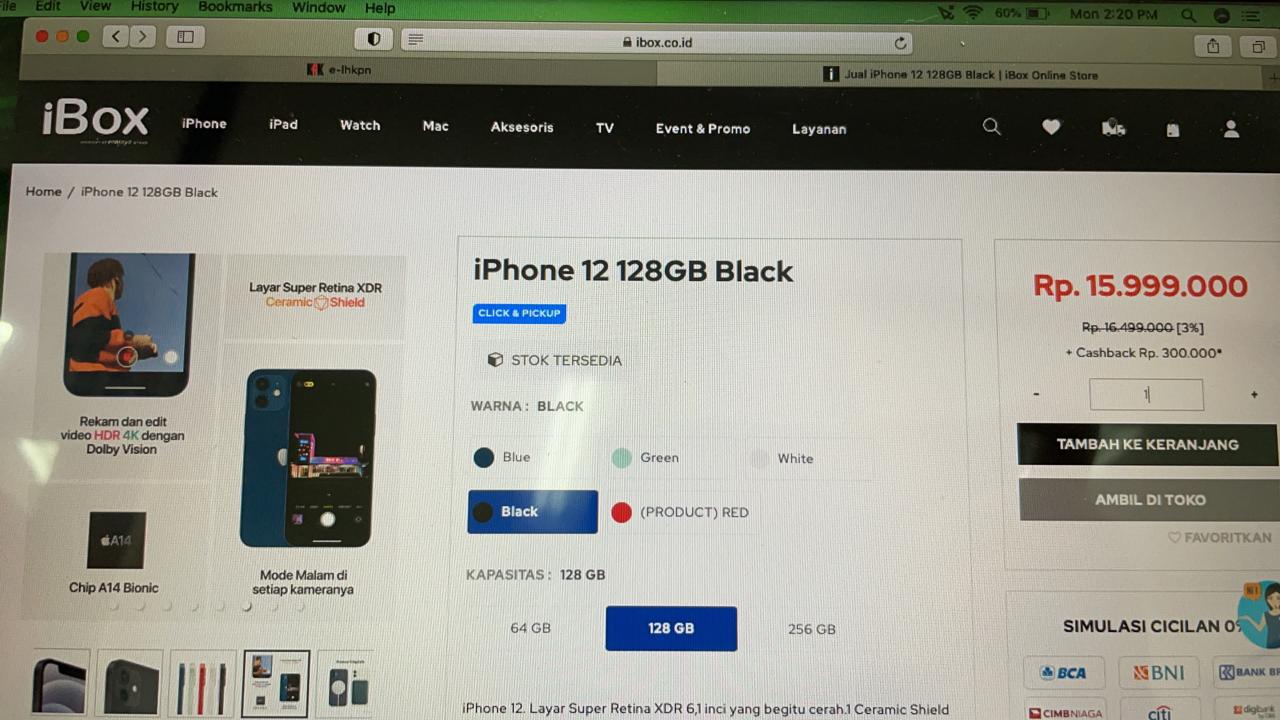 File Edit View History Bookmarks Window Help
60% Mon 2:20 PM
ibox.co.id
e-lhkpn
Jual iPhone 12 128GB Black | iBox Online Store
iBox iPhone iPad Watch Mac Aksesoris TV Event & Promo Layanan
Home / iPhone 12 128GB Black
Layar Super Retina XDR
Ceramic Shield
Rekam dan edit
video HDR 4K dengan
Dolby Vision
A14
Chip A14 Bionic
Mode Malam di
setiap kameranya
iPhone 12 128GB Black
CLICK & PICKUP
STOK TERSEDIA
WARNA : BLACK
Blue Green White
Black (PRODUCT) RED
KAPASITAS : 128 GB
64 GB 128 GB 256 GB
iPhone 12. Layar Super Retina XDR 6,1 inci yang begitu cerah.1 Ceramic Shield
Rp. 15.999.000
Rp. 16.499.000 [3%]
+ Cashback Rp. 300.000*
- 1 +
TAMBAH KE KERANJANG
AMBIL DI TOKO
FAVORITKAN
SIMULASI CICILAN 0%
BCA BNI BANK BR
CIMBNIAGA citi digibank